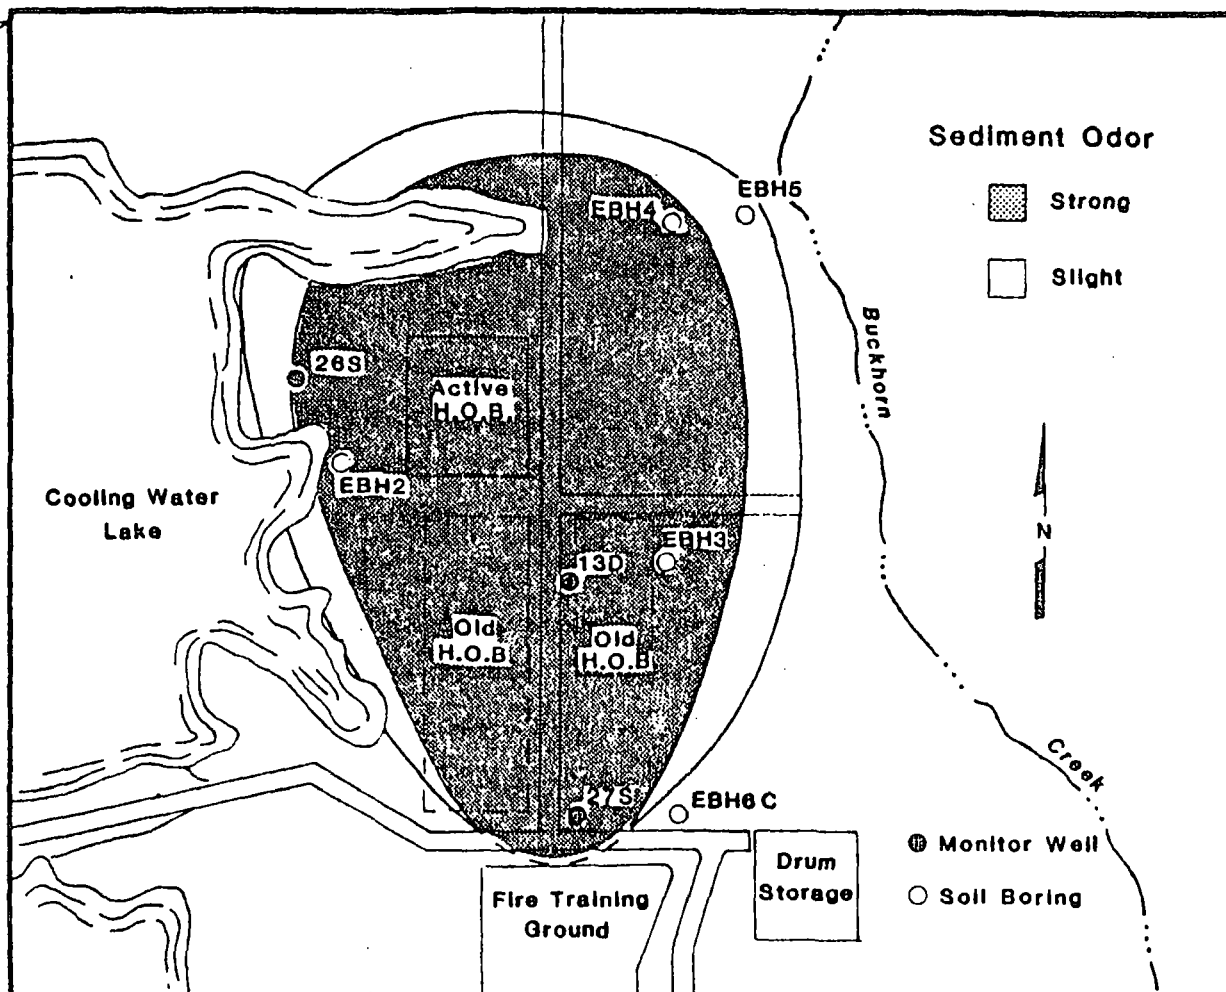 Sediment Odor
Strong
Slight
EBH5
EBH4
Buckhorn
26S
Active
H.O.B.
EBH2
Cooling Water
Lake
N
EBH3
13D
Old
H.O.B
Old
H.O.B
Creek
27S
EBH6 C
Monitor Well
Soil Boring
Drum
Storage
Fire Training
Ground